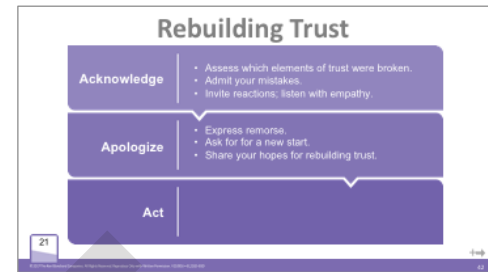 Rebuilding Trust
Acknowledge
• Assess which elements of trust were broken.
• Admit your mistakes.
• Invite reactions; listen with empathy.
Apologize
• Express remorse.
• Ask for for a new start.
• Share your hopes for rebuilding trust.
Act
21
42